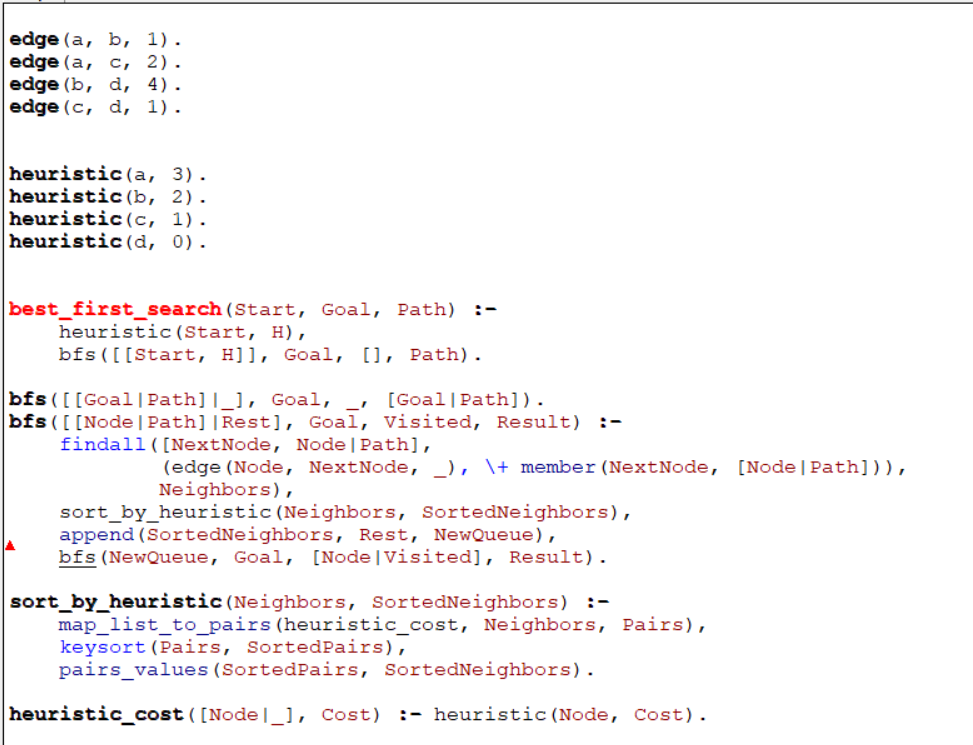 edge(a, b, 1).
edge(a, c, 2).
edge(b, d, 4).
edge(c, d, 1).
heuristic(a, 3).
heuristic(b, 2).
heuristic(c, 1).
heuristic(d, 0).
best_first_search(Start, Goal, Path) :-
    heuristic(Start, H),
    bfs([[Start, H]], Goal, [], Path).
bfs([[Goal|Path]|_], Goal, _, [Goal|Path]).
bfs([[Node|Path]|Rest], Goal, Visited, Result) :-
    findall([NextNode, Node|Path],
            (edge(Node, NextNode, _), \+ member(NextNode, [Node|Path])),
            Neighbors),
    sort_by_heuristic(Neighbors, SortedNeighbors),
    append(SortedNeighbors, Rest, NewQueue),
    bfs(NewQueue, Goal, [Node|Visited], Result).
sort_by_heuristic(Neighbors, SortedNeighbors) :-
    map_list_to_pairs(heuristic_cost, Neighbors, Pairs),
    keysort(Pairs, SortedPairs),
    pairs_values(SortedPairs, SortedNeighbors).
heuristic_cost([Node|_], Cost) :- heuristic(Node, Cost).